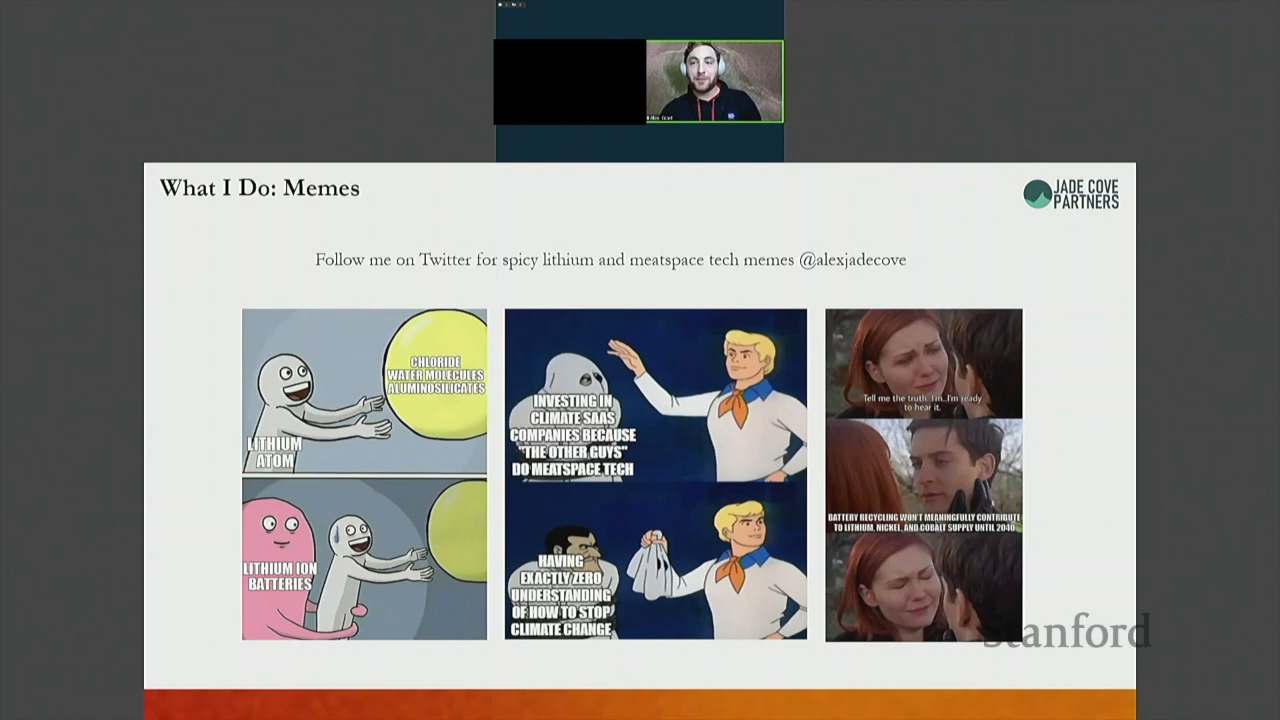 What I Do: Memes
JADE COVE
PARTNERS
Follow me on Twitter for spicy lithium and meatspace tech memes @alexjadecove
CHLORIDE
WATER MOLECULES
ALUMINOSILICATES
LITHIUM
ATOM
LITHIUM ION
BATTERIES
INVESTING IN
CLIMATE SAAS
COMPANIES BECAUSE
"THE OTHER GUYS"
DO MEATSPACE TECH
HAVING
EXACTLY ZERO
UNDERSTANDING
OF HOW TO STOP
CLIMATE CHANGE
Tell me the truth. I'm..I'm ready
to hear it.
BATTERY RECYCLING WON'T MEANINGFULLY CONTRIBUTE
TO LITHIUM, NICKEL, AND COBALT SUPPLY UNTIL 2040
Stanford